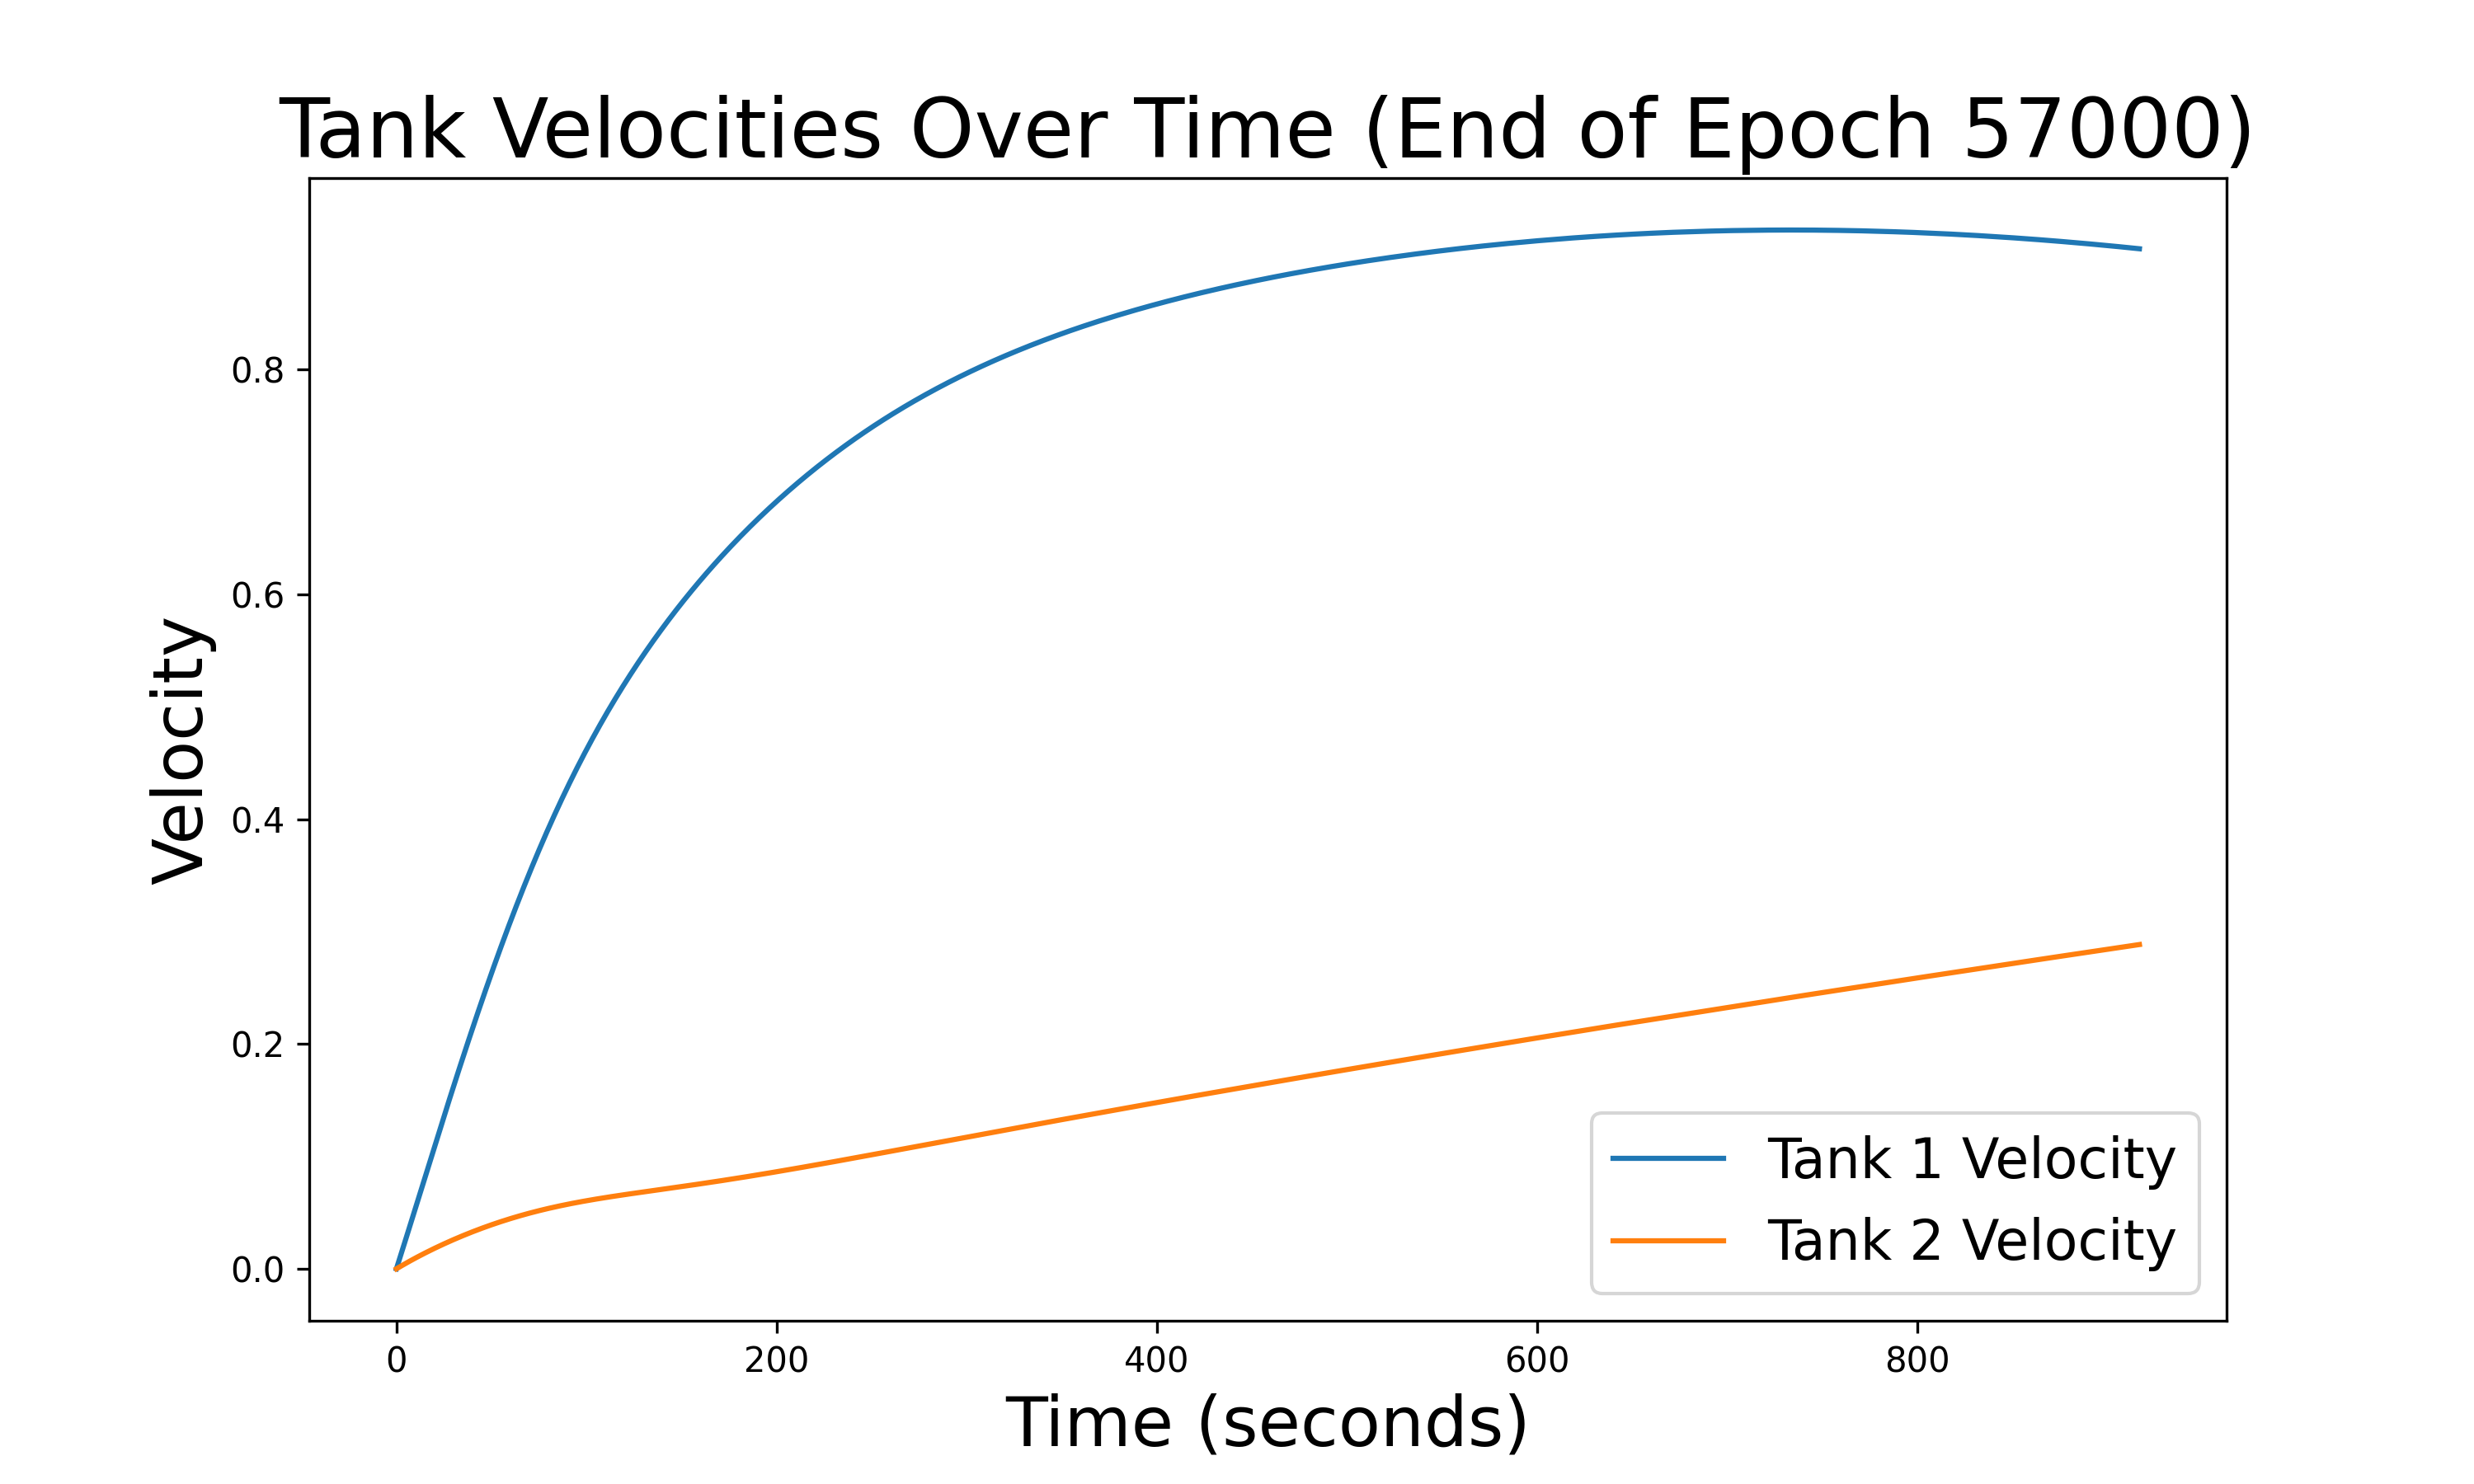 Tank Velocities Over Time (End of Epoch 57000)
Velocity
0.8
0.6
0.4
0.2
0.0
Tank 1 Velocity
Tank 2 Velocity
0 200 400 600 800
Time (seconds)